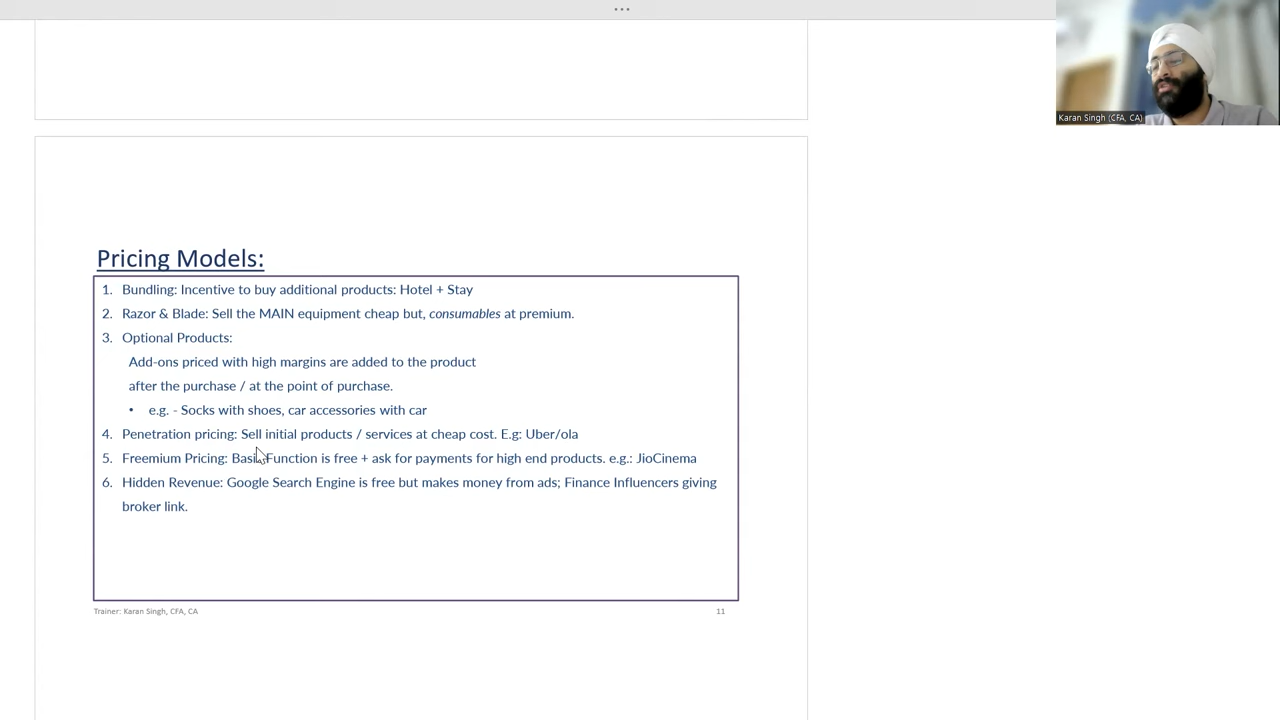 Karan Singh (CFA, CA)
Pricing Models:
1. Bundling: Incentive to buy additional products: Hotel + Stay
2. Razor & Blade: Sell the MAIN equipment cheap but, consumables at premium.
3. Optional Products:
Add-ons priced with high margins are added to the product
after the purchase / at the point of purchase.
• e.g. - Socks with shoes, car accessories with car
4. Penetration pricing: Sell initial products / services at cheap cost. E.g: Uber/ola
5. Freemium Pricing: Basic Function is free + ask for payments for high end products. e.g.: JioCinema
6. Hidden Revenue: Google Search Engine is free but makes money from ads; Finance Influencers giving
broker link.
Trainer: Karan Singh, CFA, CA
11